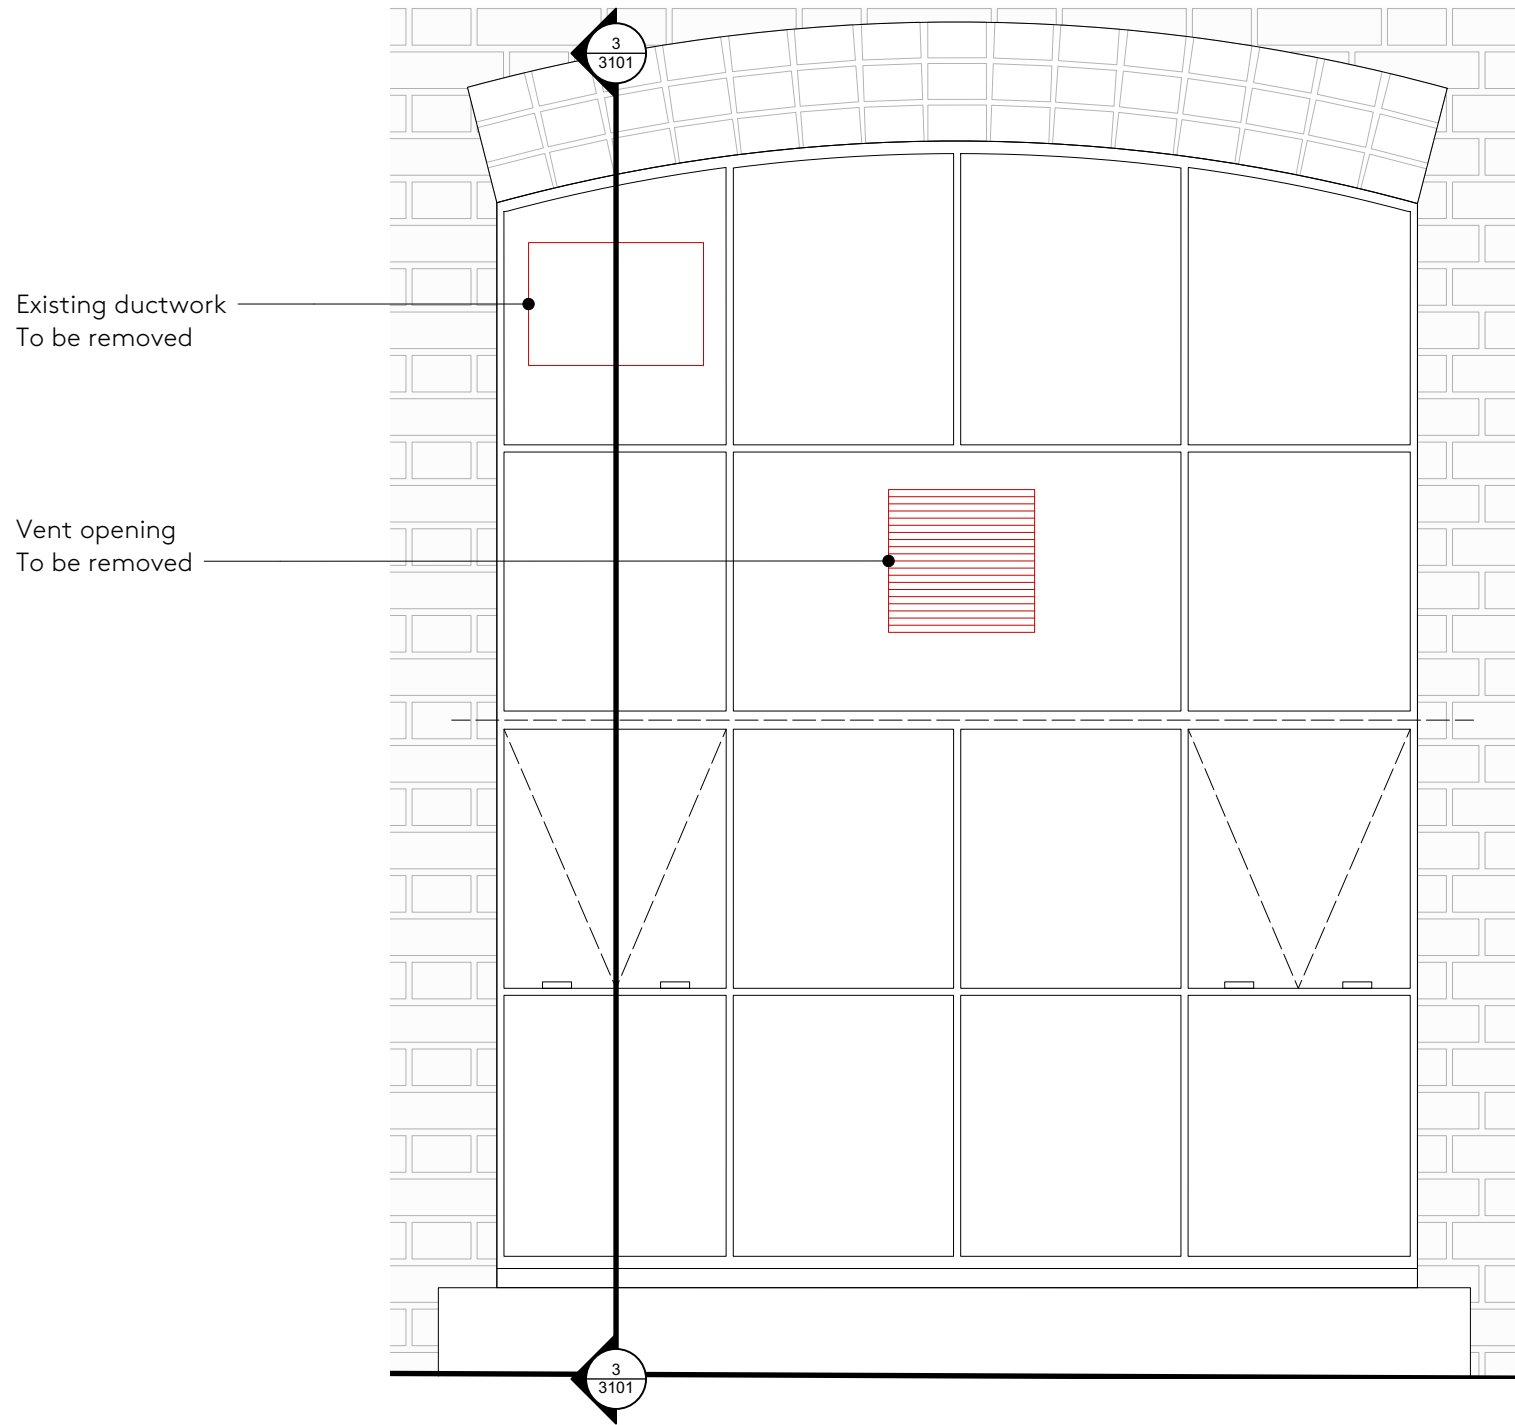 3
3101
Existing ductwork
To be removed
Vent opening
To be removed
3
3101